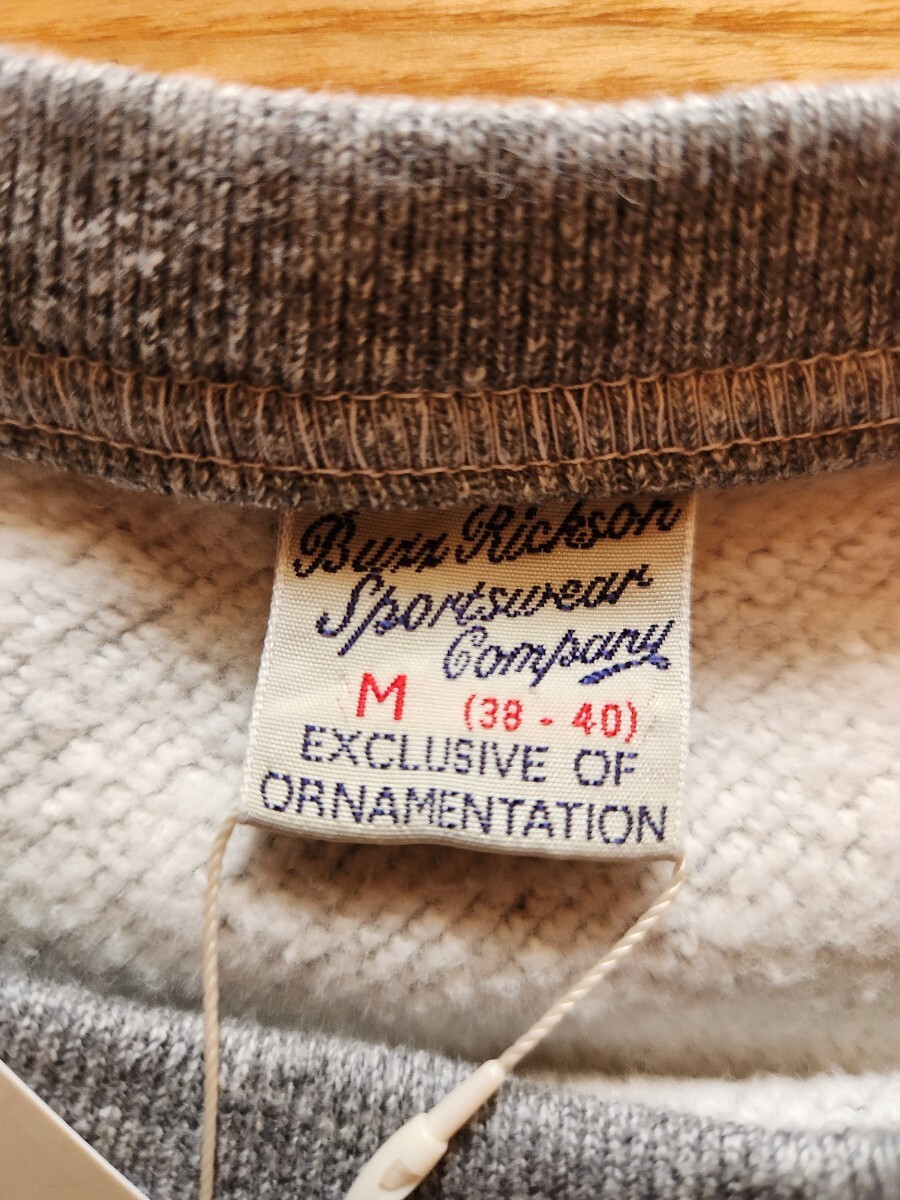 Buzz Rickson
Sportswear
Company
M (38 - 40)
EXCLUSIVE OF
ORNAMENTATION